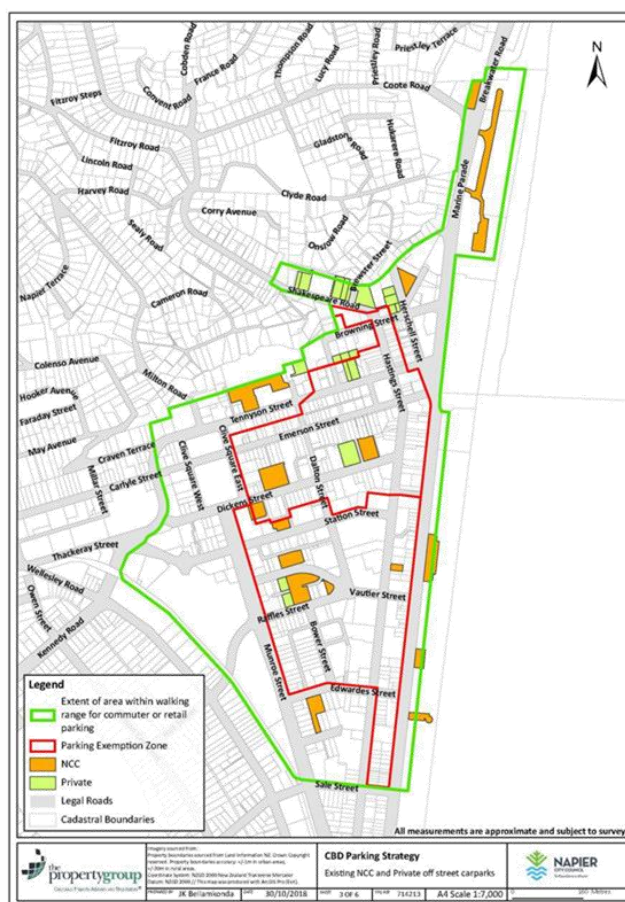 Priestley Terrace
Cobden Road
Thompson Road
France Road
Lucy Road
Priestley Road
Breakwater Road
N
Convent Road
Coote Road
Fitzroy Steps
Hukarere Road
Gladstone Road
Fitzroy Road
Lincoln Road
Marine Parade
Harvey Road
Clyde Road
Corry Avenue
Onslow Road
Sealy Road
Brewster Street
Napier Terrace
Cameron Road
Shakespeare Road
Herschell Street
Browning Street
Colenso Avenue
Milton Road
Hastings Street
Hooker Avenue
Faraday Street
Tennyson Street
May Avenue
Craven Terrace
Emerson Street
Clive Square East
Carlyle Street
Clive Square West
Millar Street
Dalton Street
Dickens Street
Station Street
Thackeray Street
Wellesley Road
Owen Street
Vautier Street
Raffles Street
Kennedy Road
Bower Street
Munroe Street
Edwardes Street
Sale Street
Legend
Extent of area within walking
range for commuter or retail
parking
Parking Exemption Zone
NCC
Private
Legal Roads
Cadastral Boundaries
All measurements are approximate and subject to survey
the propertygroup
CBD Parking Strategy
Existing NCC and Private off street carparks
NAPIER
CITY COUNCIL
PREPARED BY JK Bellamkonda DATE 30/10/2018 PAGE 3 OF 6 714213 A4 Scale 1:7,000